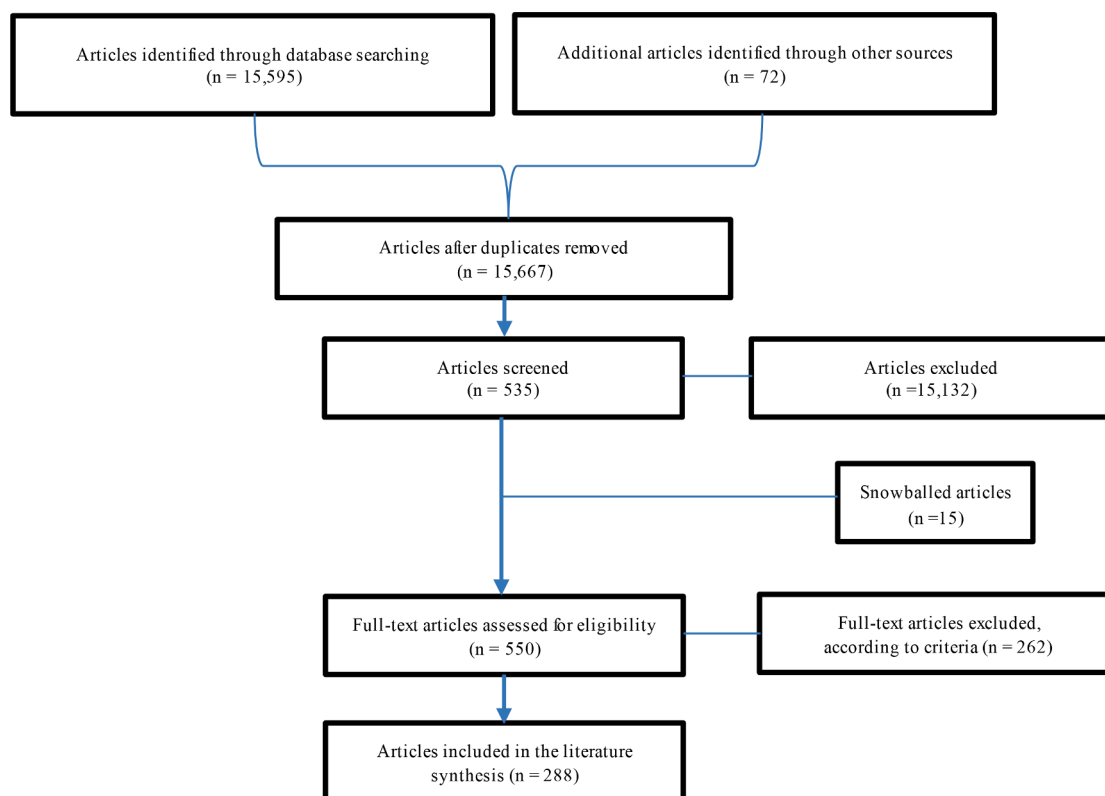 Articles identified through database searching
(n = 15,595)
Additional articles identified through other sources
(n = 72)
Articles after duplicates removed
(n = 15,667)
Articles screened
(n = 535)
Articles excluded
(n =15,132)
Snowballed articles
(n =15)
Full-text articles assessed for eligibility
(n = 550)
Full-text articles excluded,
according to criteria (n = 262)
Articles included in the literature
synthesis (n = 288)